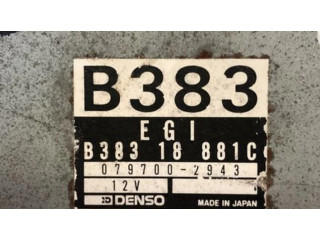 B383
EGI
B383 18 881C
079700-2943
12V
DENSO MADE IN JAPAN